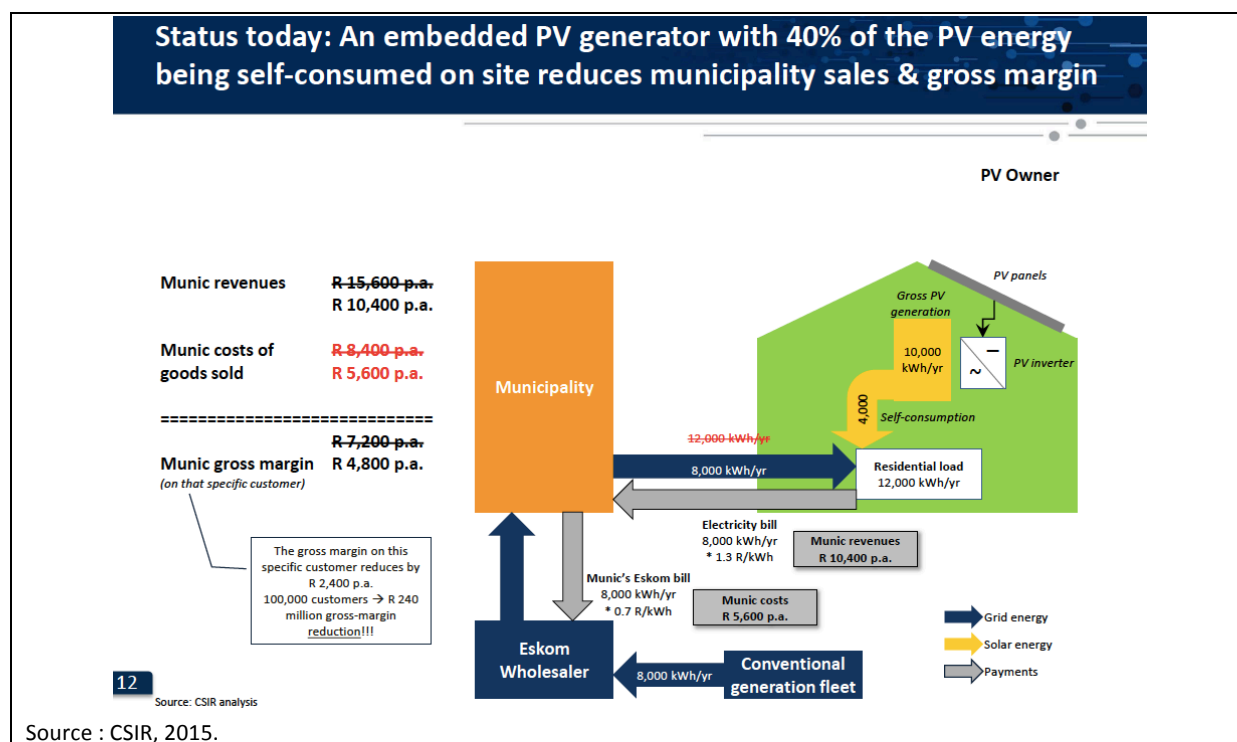 Status today: An embedded PV generator with 40% of the PV energy
being self-consumed on site reduces municipality sales & gross margin
PV Owner
Munic revenues
R 15,600 p.a.
R 10,400 p.a.
Munic costs of
goods sold
R 8,400 p.a.
R 5,600 p.a.
=============================
R 7,200 p.a.
Munic gross margin R 4,800 p.a.
(on that specific customer)
The gross margin on this
specific customer reduces by
R 2,400 p.a.
100,000 customers → R 240
million gross-margin
reduction!!!
Municipality
PV panels
Gross PV
generation
10,000
kWh/yr
–
~
PV inverter
4,000
Self-consumption
12,000 kWh/yr
8,000 kWh/yr
Residential load
12,000 kWh/yr
Electricity bill
8,000 kWh/yr
* 1.3 R/kWh
Munic revenues
R 10,400 p.a.
Munic's Eskom bill
8,000 kWh/yr
* 0.7 R/kWh
Munic costs
R 5,600 p.a.
Eskom
Wholesaler
8,000 kWh/yr
Conventional
generation fleet
Grid energy
Solar energy
Payments
12
Source: CSIR analysis
Source : CSIR, 2015.